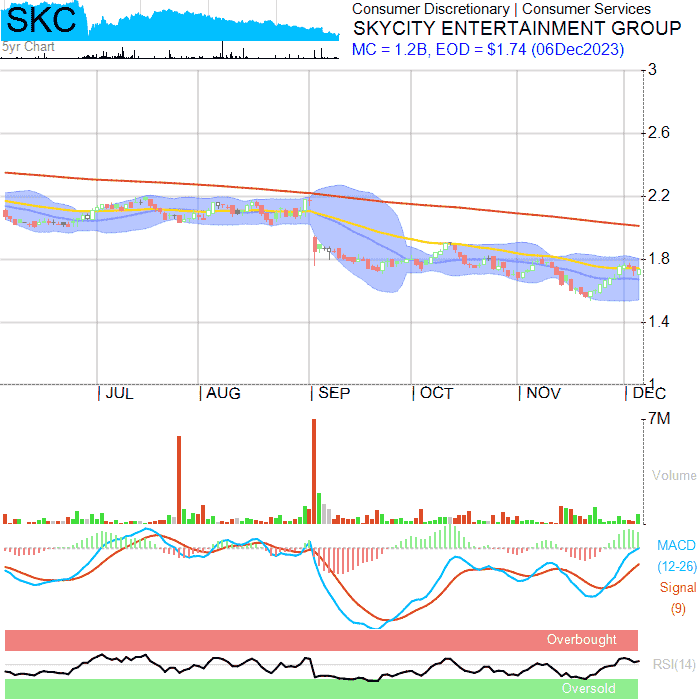 SKC
5yr Chart
Consumer Discretionary | Consumer Services
SKYCITY ENTERTAINMENT GROUP
MC = 1.2B, EOD = $1.74 (06Dec2023)
3
2.6
2.2
1.8
1.4
1
JUL
AUG
SEP
OCT
NOV
DEC
7M
Volume
MACD
(12-26)
Signal
(9)
Overbought
RSI(14)
Oversold